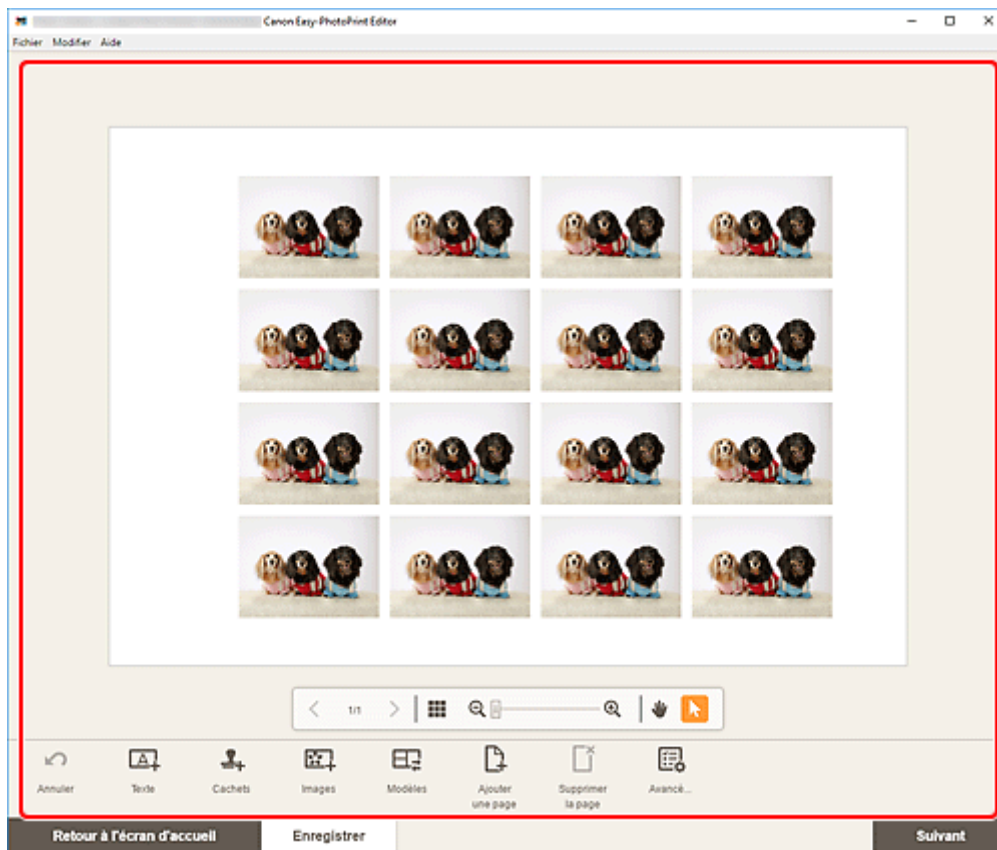 Canon Easy-PhotoPrint Editor
Fichier Modifier Aide
1/1
Annuler Texte Cachets Images Modèles Ajouter une page Supprimer la page Avancé...
Retour à l'écran d'accueil Enregistrer Suivant